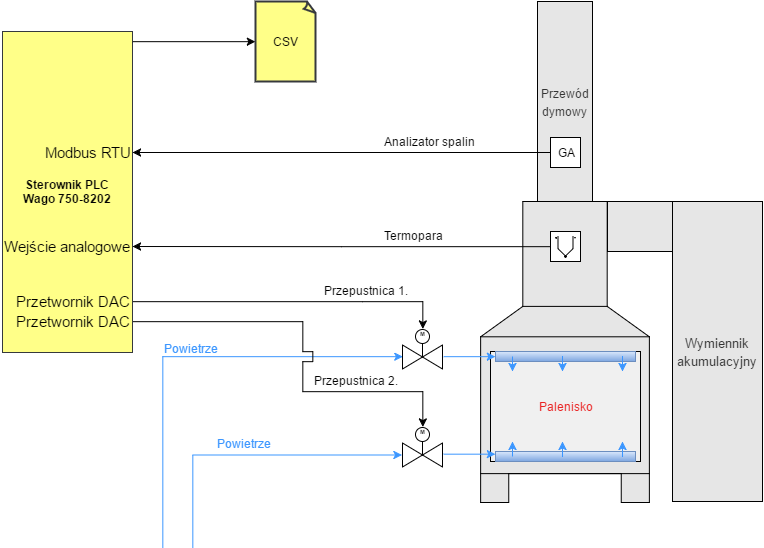 CSV
Przewód
dymowy
Analizator spalin
GA
Modbus RTU
Sterownik PLC
Wago 750-8202
Termopara
Wejście analogowe
Przepustnica 1.
Przetwornik DAC
Przetwornik DAC
M
Powietrze
Wymiennik
akumulacyjny
Przepustnica 2.
Palenisko
M
Powietrze